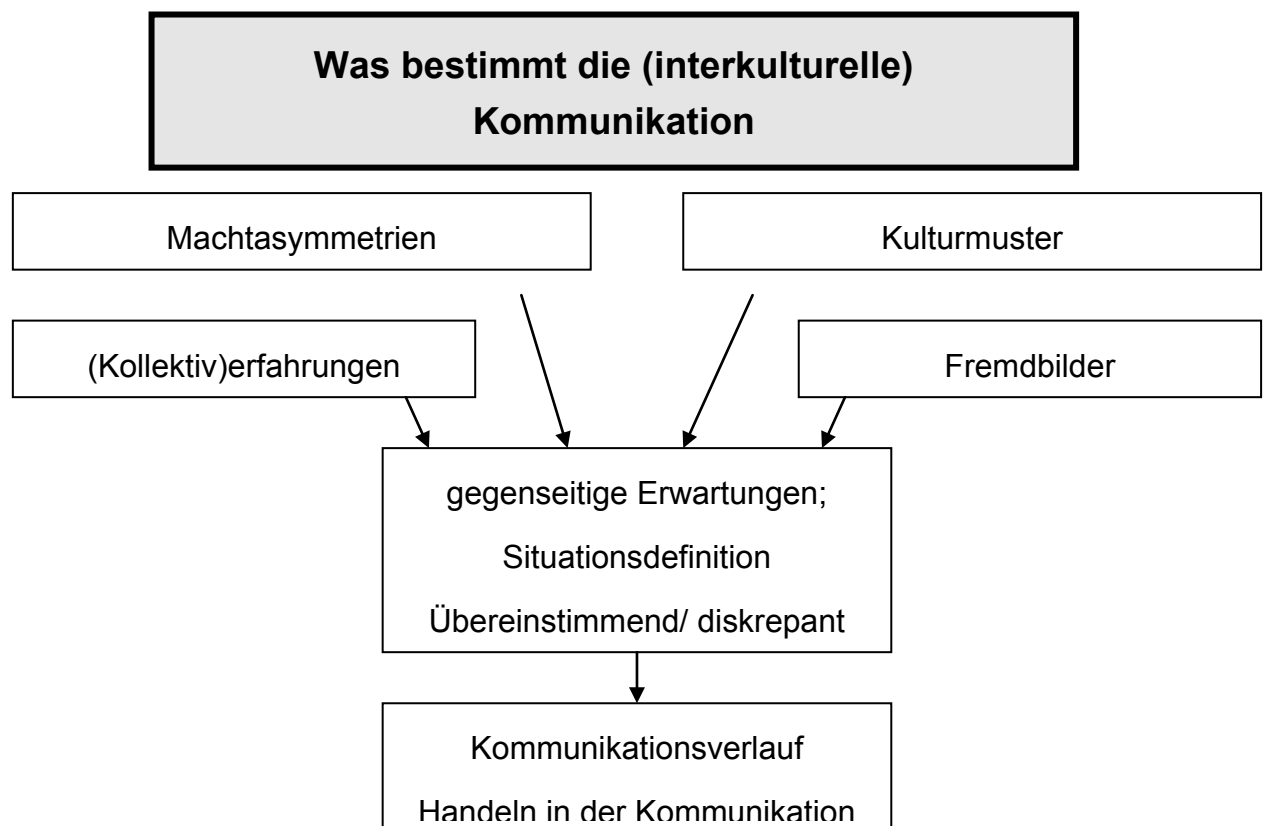 Was bestimmt die (interkulturelle)
Kommunikation
Machtasymmetrien
Kulturmuster
(Kollektiv)erfahrungen
Fremdbilder
gegenseitige Erwartungen;
Situationsdefinition
Übereinstimmend/ diskrepant
Kommunikationsverlauf
Handeln in der Kommunikation